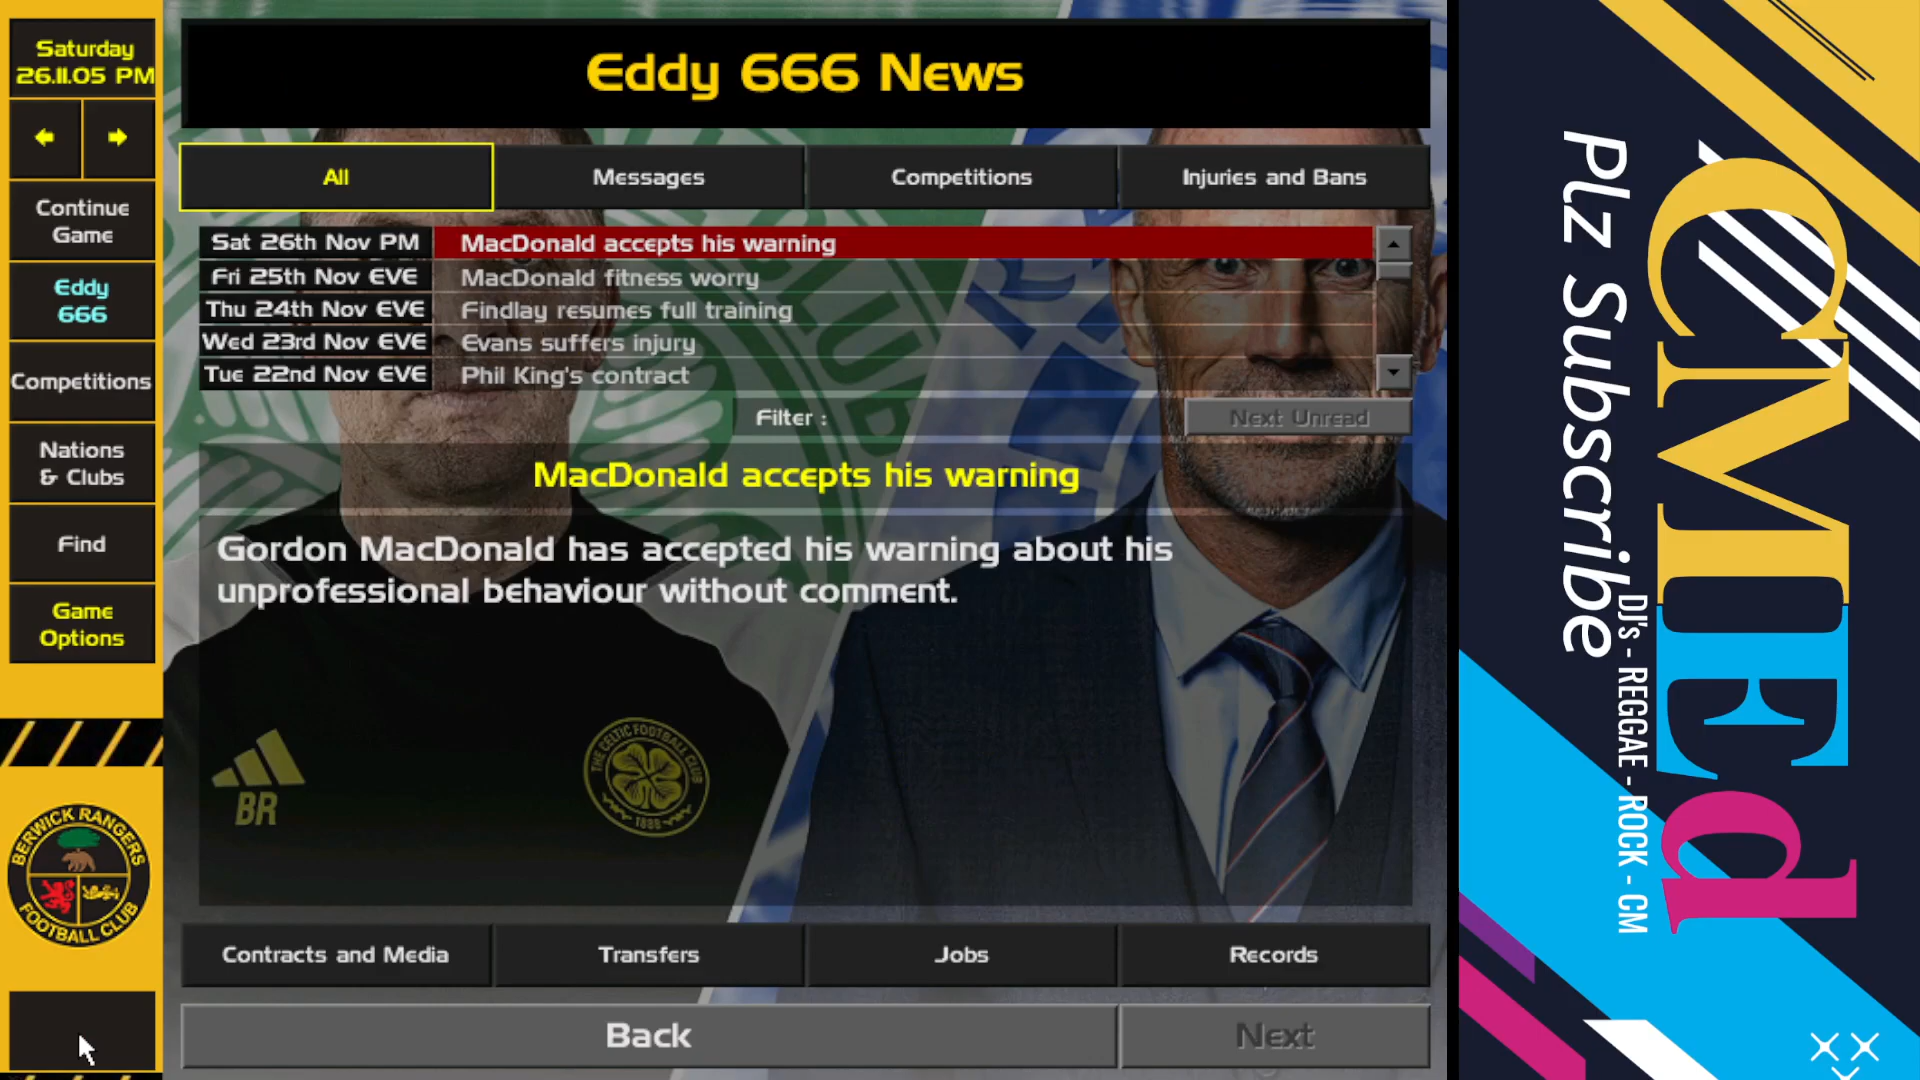 Saturday
26.11.05 PM
Continue
Game
Eddy
666
Competitions
Nations
& Clubs
Find
Game
Options
BERWICK RANGERS
FOOTBALL CLUB
Eddy 666 News
All
Messages
Competitions
Injuries and Bans
Sat 26th Nov PM MacDonald accepts his warning
Fri 25th Nov EVE MacDonald fitness worry
Thu 24th Nov EVE Findlay resumes full training
Wed 23rd Nov EVE Evans suffers injury
Tue 22nd Nov EVE Phil King's contract
Filter :
Next Unread
MacDonald accepts his warning
Gordon MacDonald has accepted his warning about his
unprofessional behaviour without comment.
BR
THE CELTIC FOOTBALL CLUB
1888
Contracts and Media
Transfers
Jobs
Records
Back
Next
CMEd
Plz Subscribe
DJ's - REGGAE - ROCK - CM